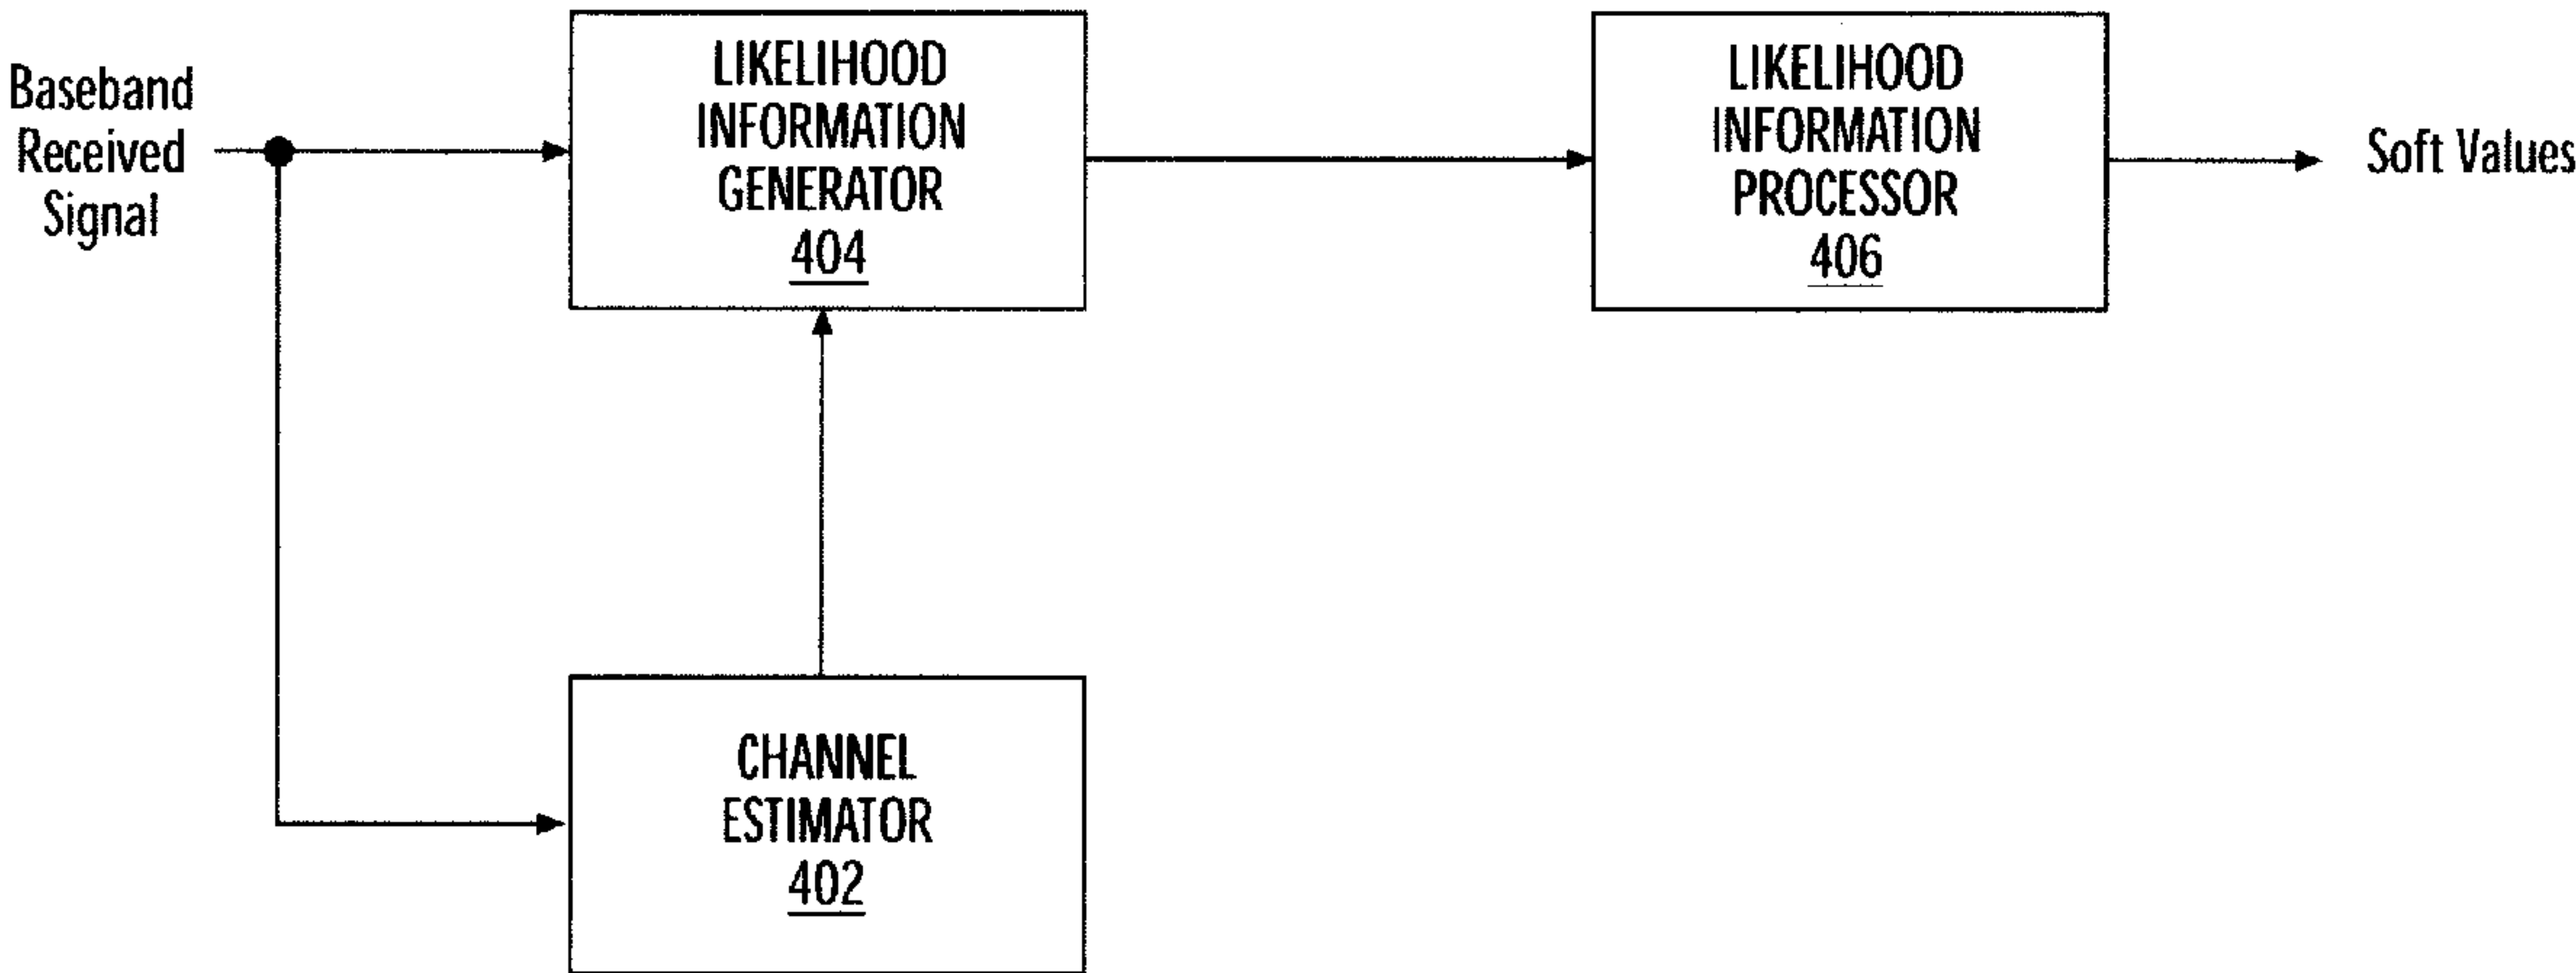 Baseband
Received
Signal
LIKELIHOOD
INFORMATION
GENERATOR
404
LIKELIHOOD
INFORMATION
PROCESSOR
406
Soft Values
CHANNEL
ESTIMATOR
402